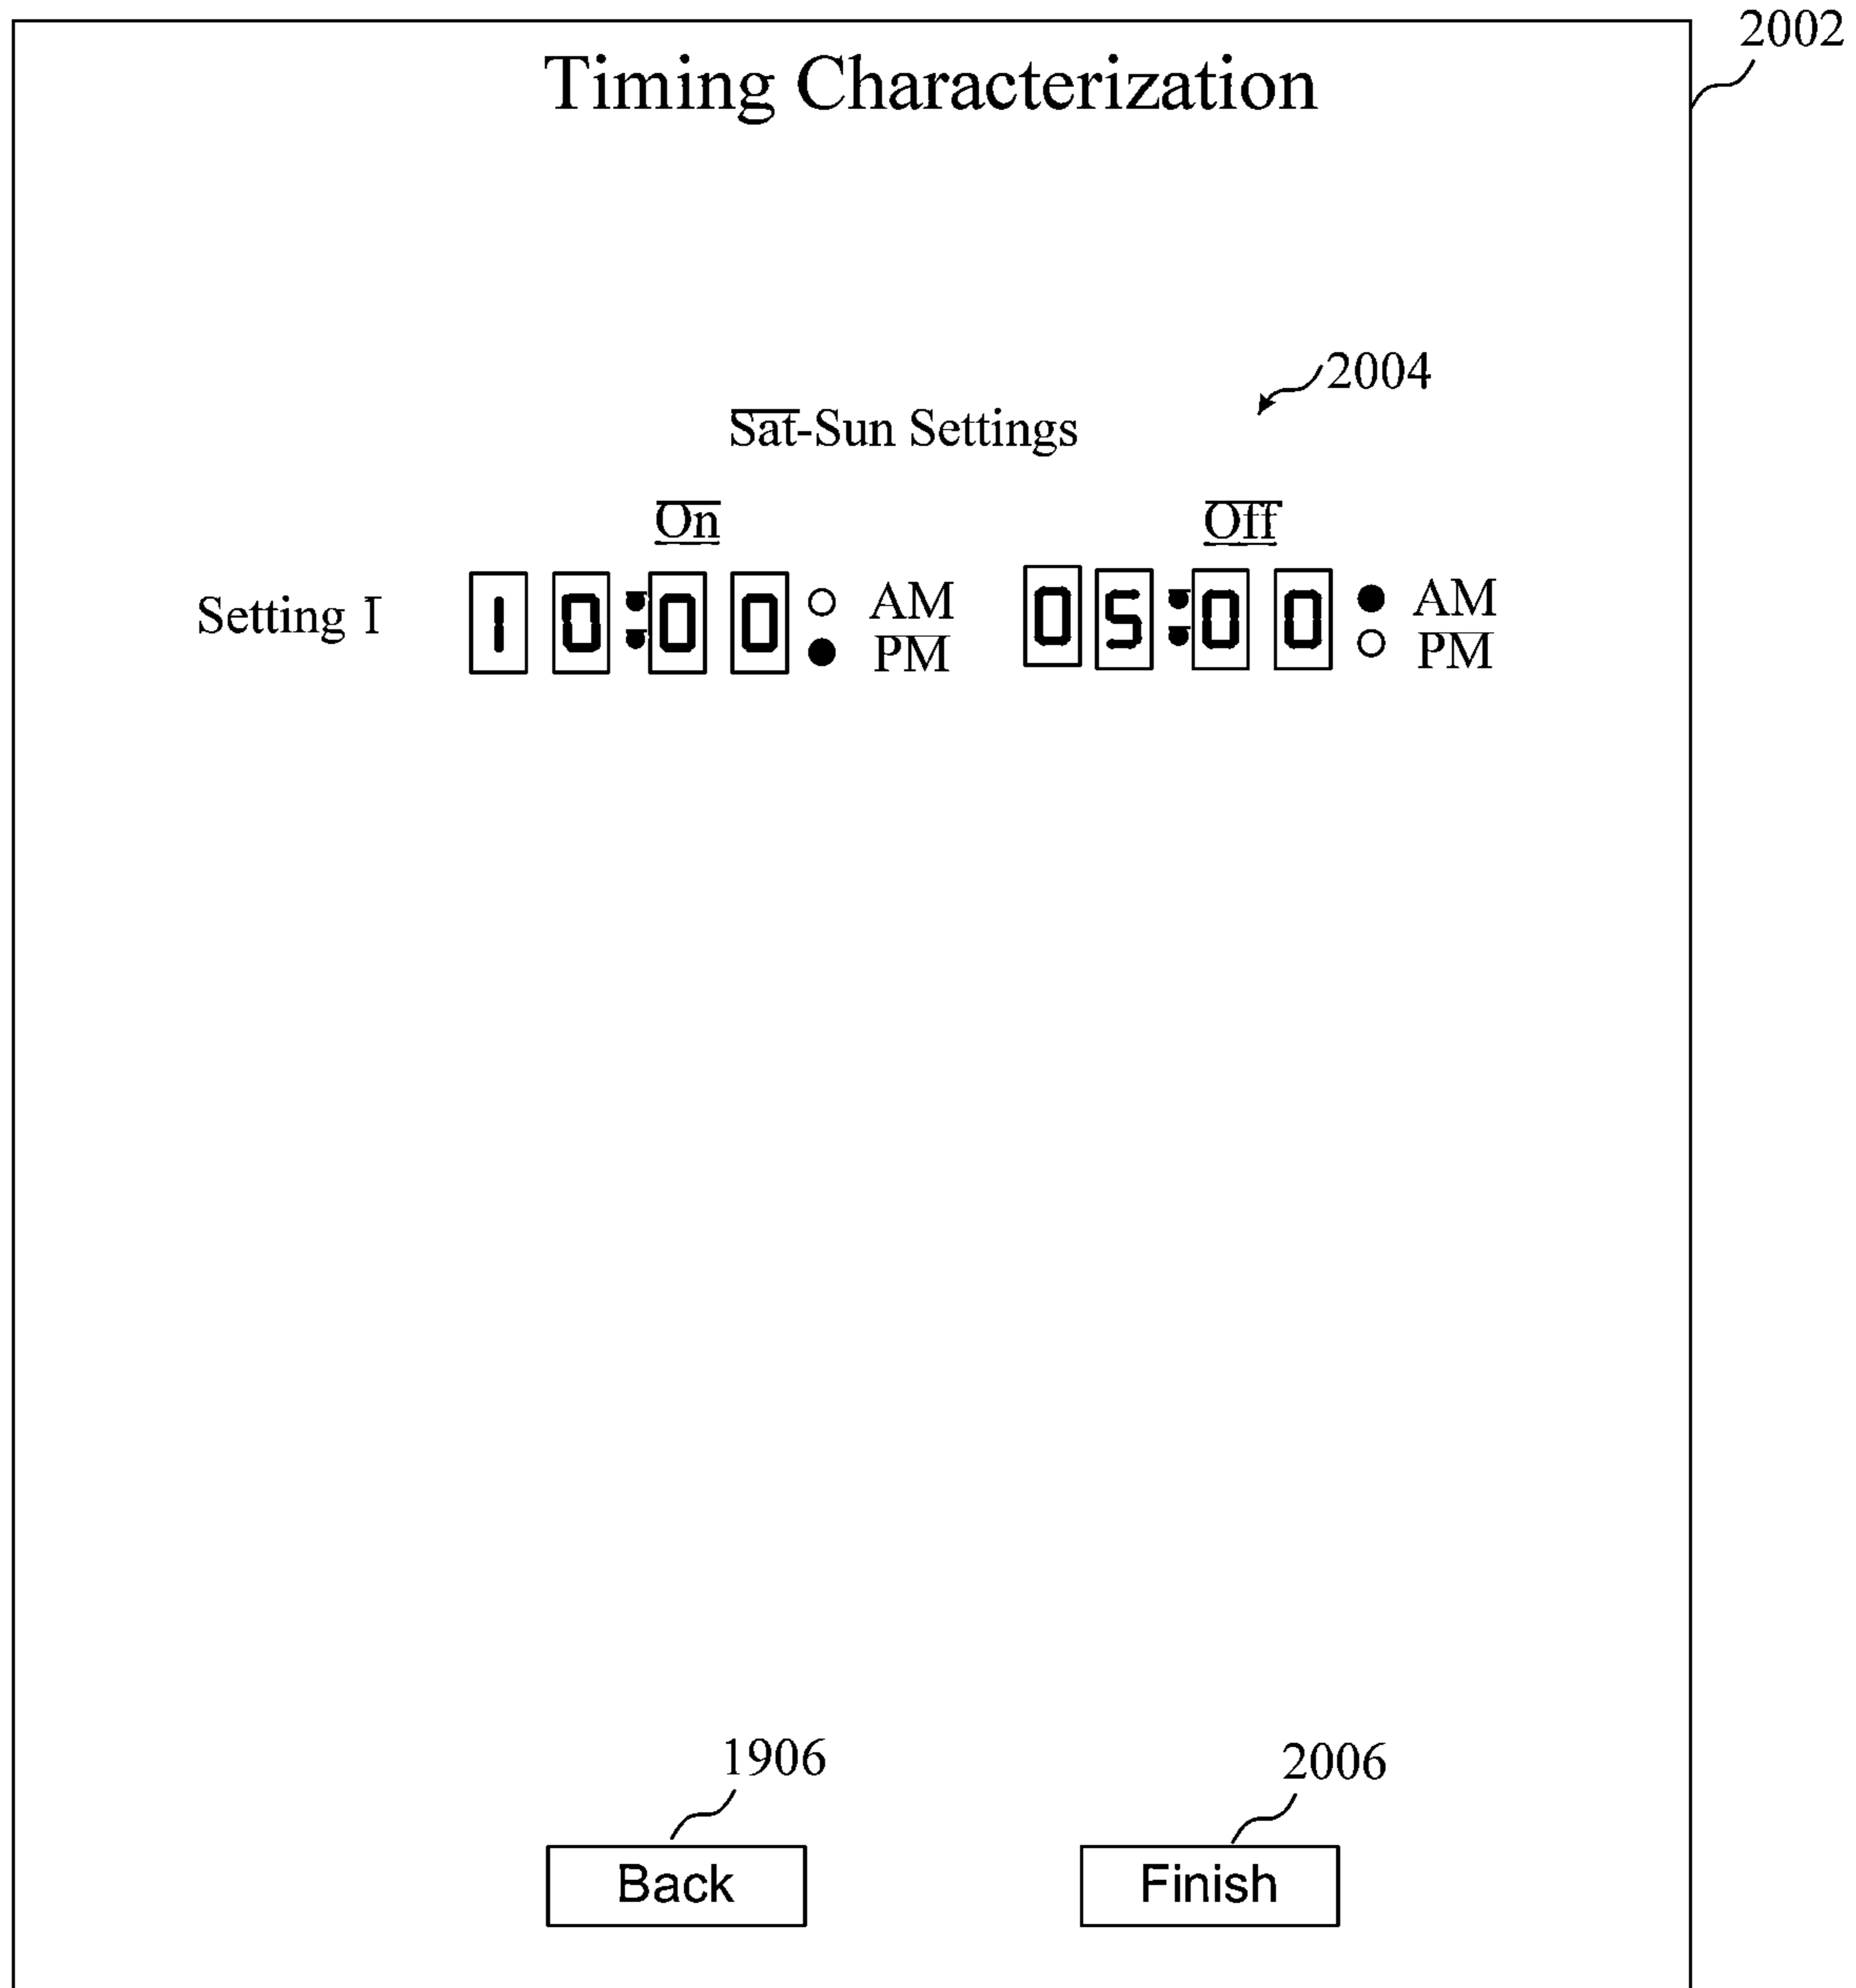 2002
Timing Characterization
2004
Sat-Sun Settings
On Off
Setting 1 10:00 AM 05:00 AM
PM PM
1906 2006
Back Finish